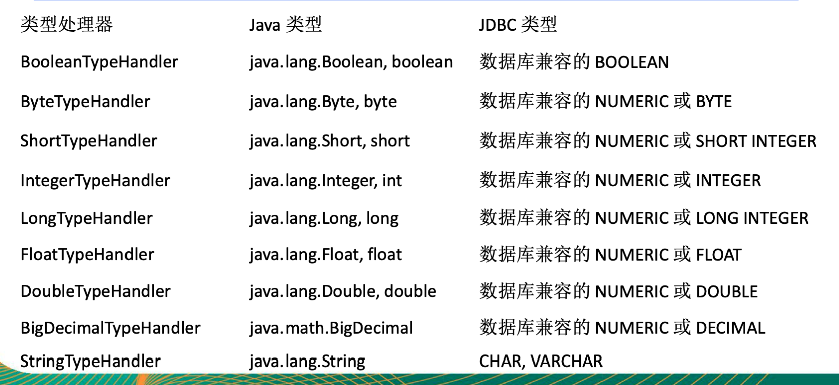 类型处理器 Java 类型 JDBC 类型
BooleanTypeHandler java.lang.Boolean, boolean 数据库兼容的 BOOLEAN
ByteTypeHandler java.lang.Byte, byte 数据库兼容的 NUMERIC 或 BYTE
ShortTypeHandler java.lang.Short, short 数据库兼容的 NUMERIC 或 SHORT INTEGER
IntegerTypeHandler java.lang.Integer, int 数据库兼容的 NUMERIC 或 INTEGER
LongTypeHandler java.lang.Long, long 数据库兼容的 NUMERIC 或 LONG INTEGER
FloatTypeHandler java.lang.Float, float 数据库兼容的 NUMERIC 或 FLOAT
DoubleTypeHandler java.lang.Double, double 数据库兼容的 NUMERIC 或 DOUBLE
BigDecimalTypeHandler java.math.BigDecimal 数据库兼容的 NUMERIC 或 DECIMAL
StringTypeHandler java.lang.String CHAR, VARCHAR